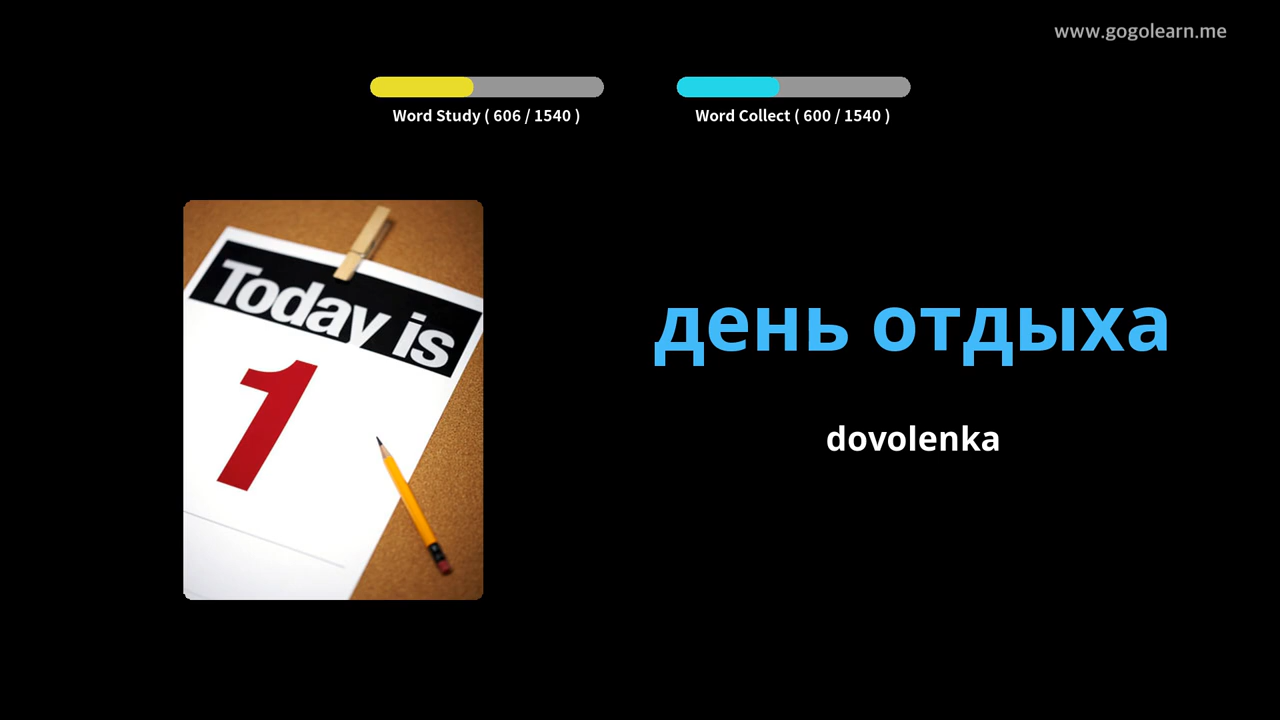 www.gogolearn.me
Word Study ( 606 / 1540 )
Word Collect ( 600 / 1540 )
Today is
1
день отдыха
dovolenka